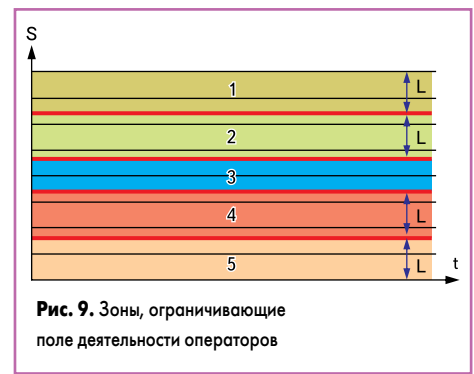 S
1
L
2
L
3
4
L
5
L
t
Рис. 9. Зоны, ограничивающие
поле деятельности операторов